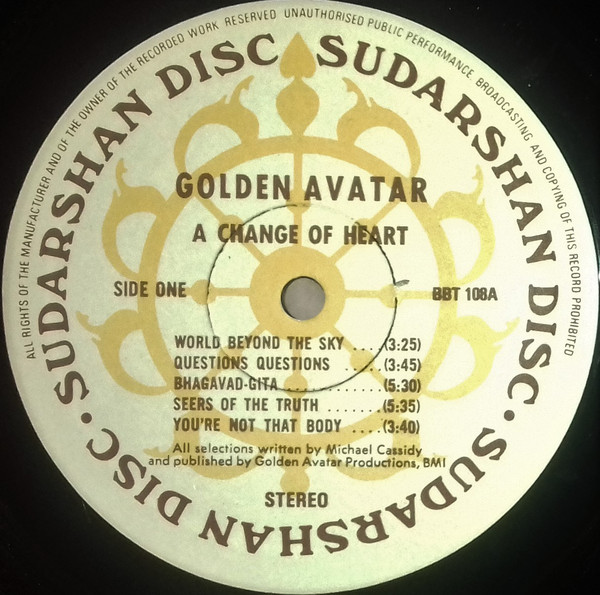 ALL RIGHTS OF THE MANUFACTURER AND OF THE OWNER OF THE RECORDED WORK RESERVED UNAUTHORISED PUBLIC PERFORMANCE BROADCASTING AND COPYING OF THIS RECORD PROHIBITED
SUDARSHAN DISC SUDARSHAN DISC · SUDARSHAN DISC ·
GOLDEN AVATAR
A CHANGE OF HEART
SIDE ONE
BBT 108A
WORLD BEYOND THE SKY ... (3:25)
QUESTIONS QUESTIONS ..... (3:45)
BHAGAVAD-GITA ............. (5:30)
SEERS OF THE TRUTH ....... (5:35)
YOU'RE NOT THAT BODY .... (3:40)
All selections written by Michael Cassidy
and published by Golden Avatar Productions, BMI
STEREO